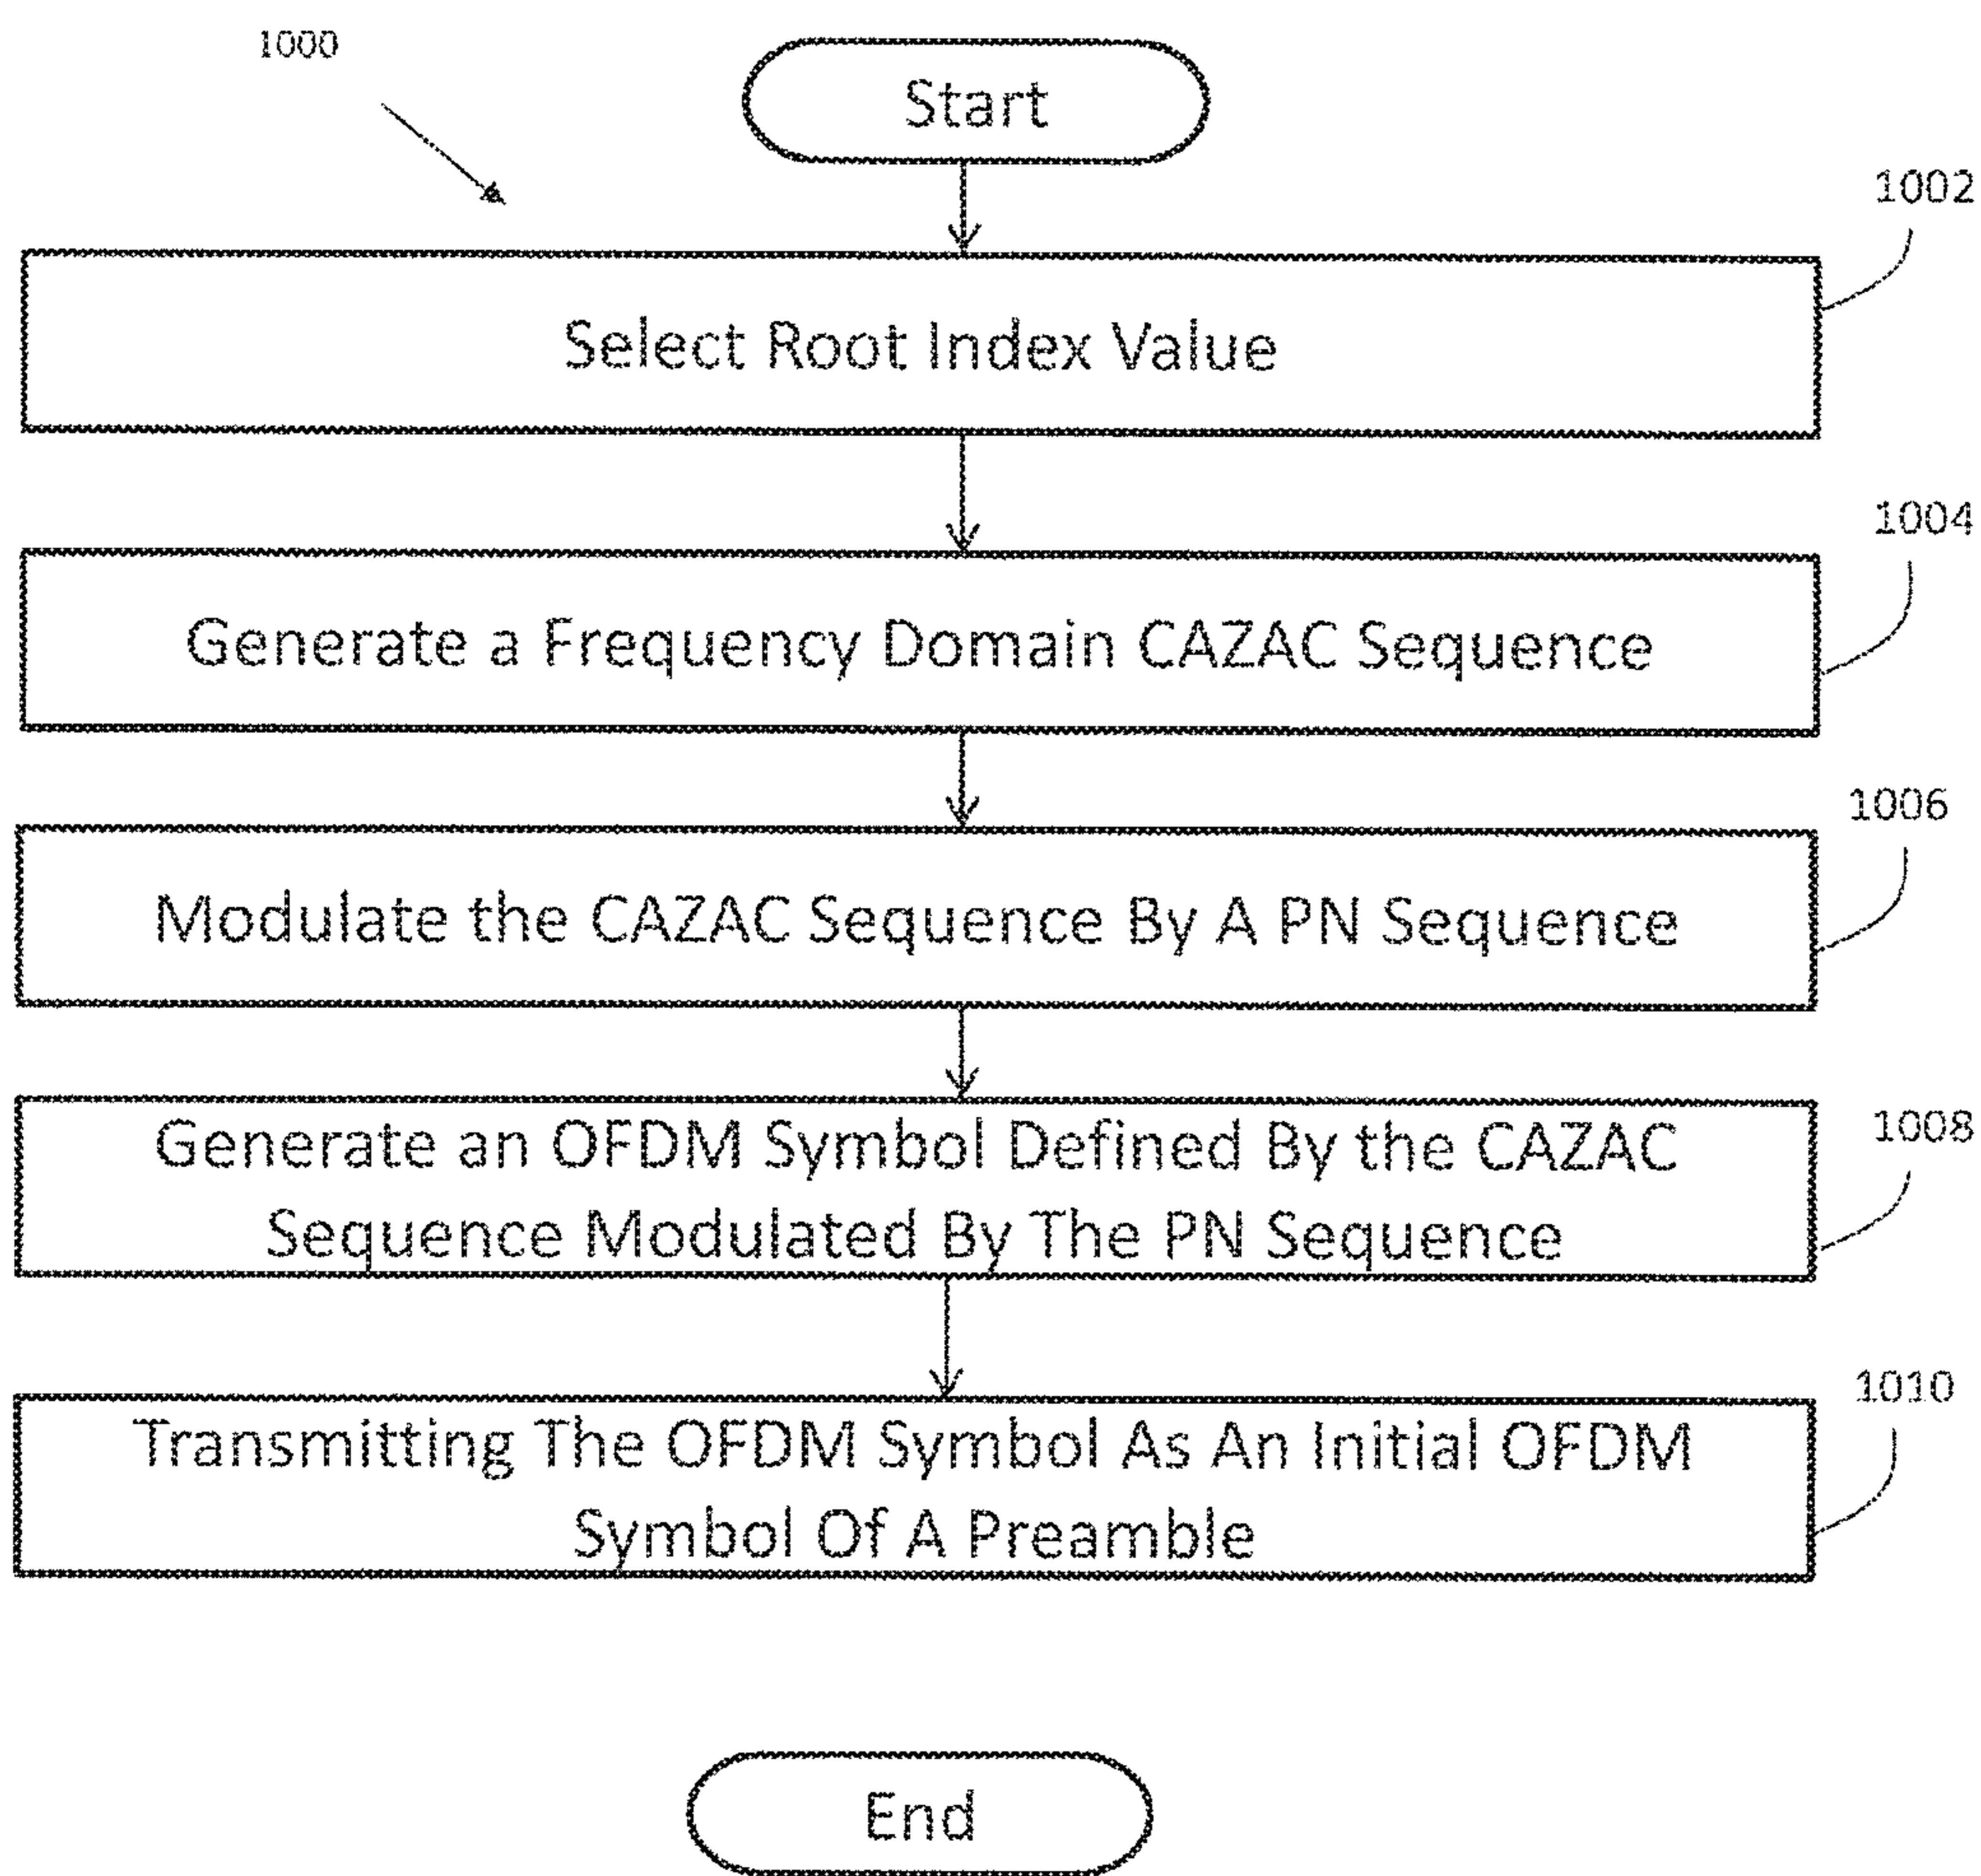 1000
Start
1002
Select Root Index Value
1004
Generate a Frequency Domain CAZAC Sequence
1006
Modulate the CAZAC Sequence By A PN Sequence
1008
Generate an OFDM Symbol Defined By the CAZAC
Sequence Modulated By The PN Sequence
1010
Transmitting The OFDM Symbol As An Initial OFDM
Symbol Of A Preamble
End